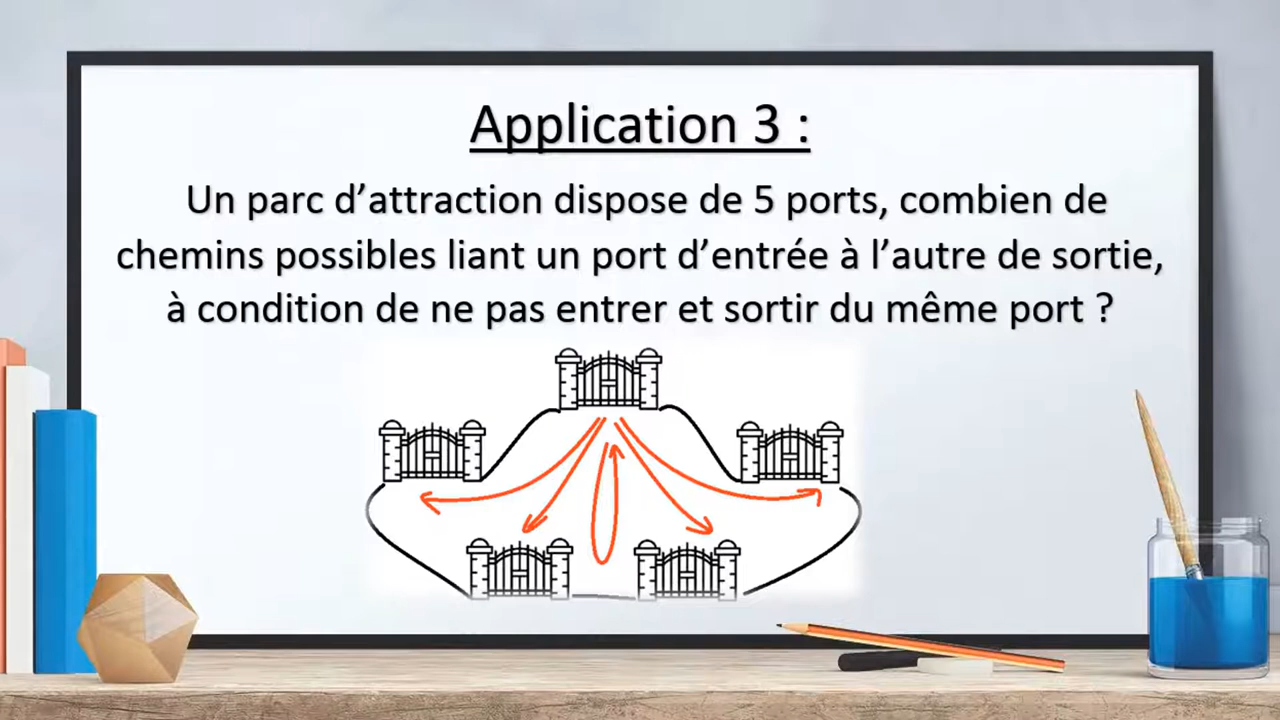 Application 3 :
Un parc d’attraction dispose de 5 ports, combien de
chemins possibles liant un port d’entrée à l’autre de sortie,
à condition de ne pas entrer et sortir du même port ?